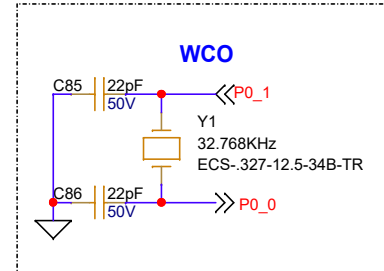 WCO
C85 22pF
50V
P0_1
Y1
32.768KHz
ECS-.327-12.5-34B-TR
C86 22pF
50V
P0_0